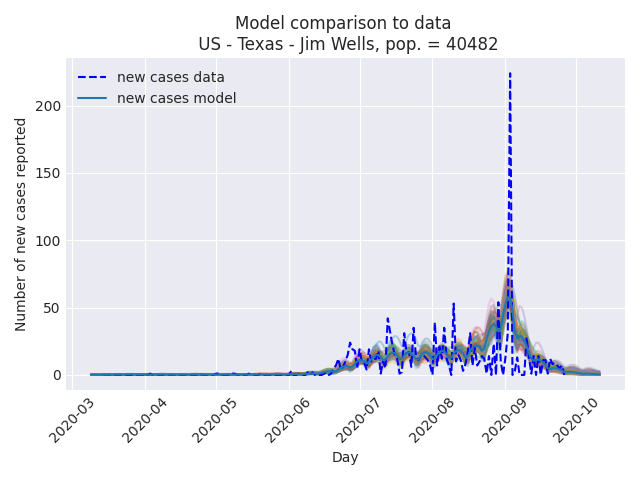 Model comparison to data
US - Texas - Jim Wells, pop. = 40482
new cases data
new cases model
Number of new cases reported
200
150
100
50
0
2020-03
2020-04
2020-05
2020-06
2020-07
2020-08
2020-09
2020-10
Day